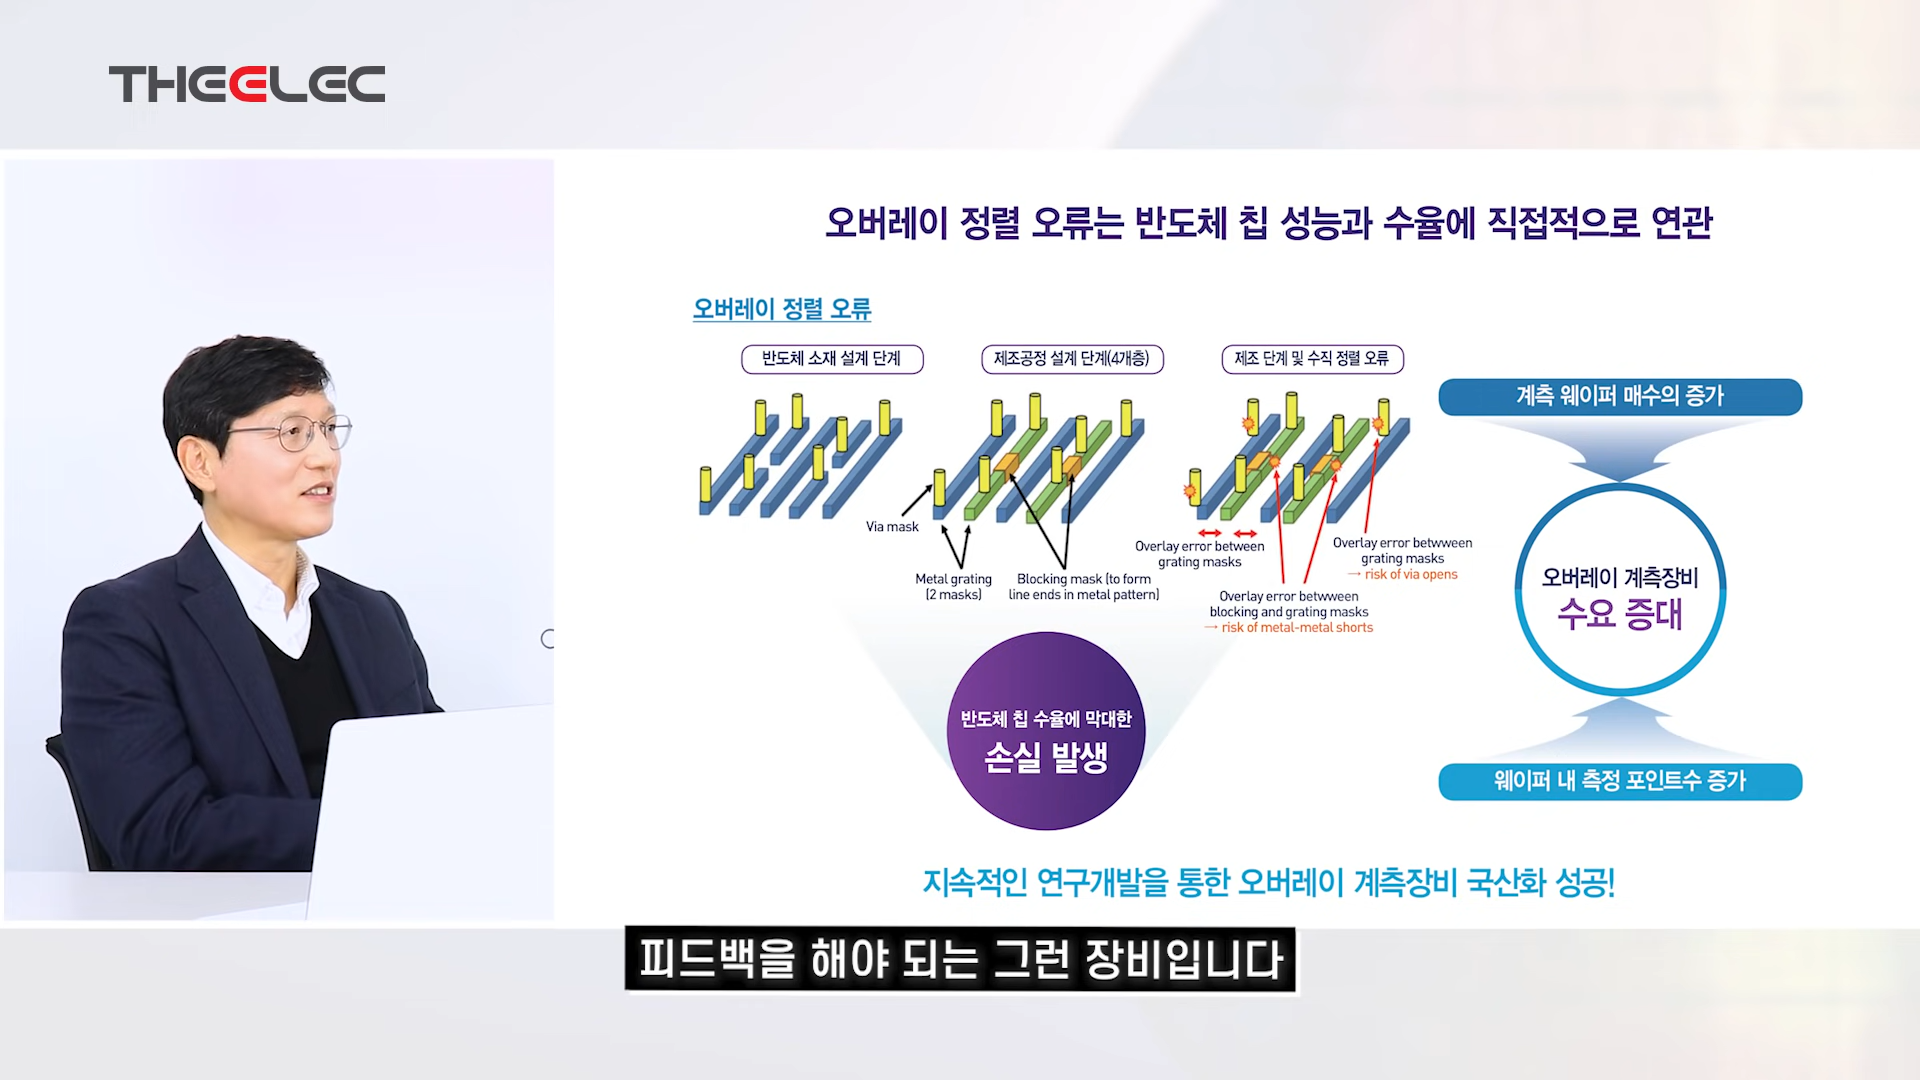 THEELEC
오버레이 정렬 오류는 반도체 칩 성능과 수율에 직접적으로 연관
오버레이 정렬 오류
반도체 소재 설계 단계
제조공정 설계 단계(4개층)
제조 단계 및 수직 정렬 오류
Via mask
Metal grating
(2 masks)
Blocking mask (to form
line ends in metal pattern)
Overlay error between
grating masks
Overlay error betwween
blocking and grating masks
→ risk of metal-metal shorts
Overlay error betwween
grating masks
→ risk of via opens
계측 웨이퍼 매수의 증가
오버레이 계측장비
수요 증대
웨이퍼 내 측정 포인트수 증가
반도체 칩 수율에 막대한
손실 발생
지속적인 연구개발을 통한 오버레이 계측장비 국산화 성공!
피드백을 해야 되는 그런 장비입니다